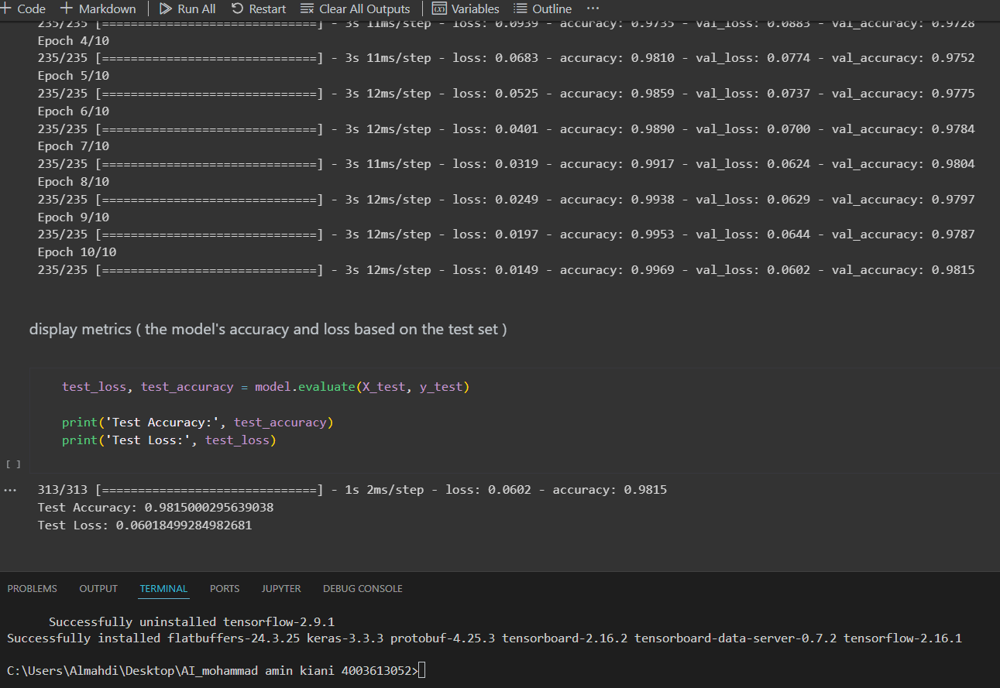 + Code + Markdown | Run All Restart Clear All Outputs | Variables Outline ...
235/235 [==============================] - 3s 11ms/step - loss: 0.0939 - accuracy: 0.9735 - val_loss: 0.0883 - val_accuracy: 0.9728
Epoch 4/10
235/235 [==============================] - 3s 11ms/step - loss: 0.0683 - accuracy: 0.9810 - val_loss: 0.0774 - val_accuracy: 0.9752
Epoch 5/10
235/235 [==============================] - 3s 12ms/step - loss: 0.0525 - accuracy: 0.9859 - val_loss: 0.0737 - val_accuracy: 0.9775
Epoch 6/10
235/235 [==============================] - 3s 12ms/step - loss: 0.0401 - accuracy: 0.9890 - val_loss: 0.0700 - val_accuracy: 0.9784
Epoch 7/10
235/235 [==============================] - 3s 11ms/step - loss: 0.0319 - accuracy: 0.9917 - val_loss: 0.0624 - val_accuracy: 0.9804
Epoch 8/10
235/235 [==============================] - 3s 12ms/step - loss: 0.0249 - accuracy: 0.9938 - val_loss: 0.0629 - val_accuracy: 0.9797
Epoch 9/10
235/235 [==============================] - 3s 12ms/step - loss: 0.0197 - accuracy: 0.9953 - val_loss: 0.0644 - val_accuracy: 0.9787
Epoch 10/10
235/235 [==============================] - 3s 12ms/step - loss: 0.0149 - accuracy: 0.9969 - val_loss: 0.0602 - val_accuracy: 0.9815
display metrics ( the model's accuracy and loss based on the test set )
test_loss, test_accuracy = model.evaluate(X_test, y_test)
print('Test Accuracy:', test_accuracy)
print('Test Loss:', test_loss)
[ ]
... 313/313 [==============================] - 1s 2ms/step - loss: 0.0602 - accuracy: 0.9815
Test Accuracy: 0.9815000295639038
Test Loss: 0.06018499284982681
PROBLEMS OUTPUT TERMINAL PORTS JUPYTER DEBUG CONSOLE
Successfully uninstalled tensorflow-2.9.1
Successfully installed flatbuffers-24.3.25 keras-3.3.3 protobuf-4.25.3 tensorboard-2.16.2 tensorboard-data-server-0.7.2 tensorflow-2.16.1
C:\Users\Almahdi\Desktop\AI_mohammad amin kiani 4003613052>